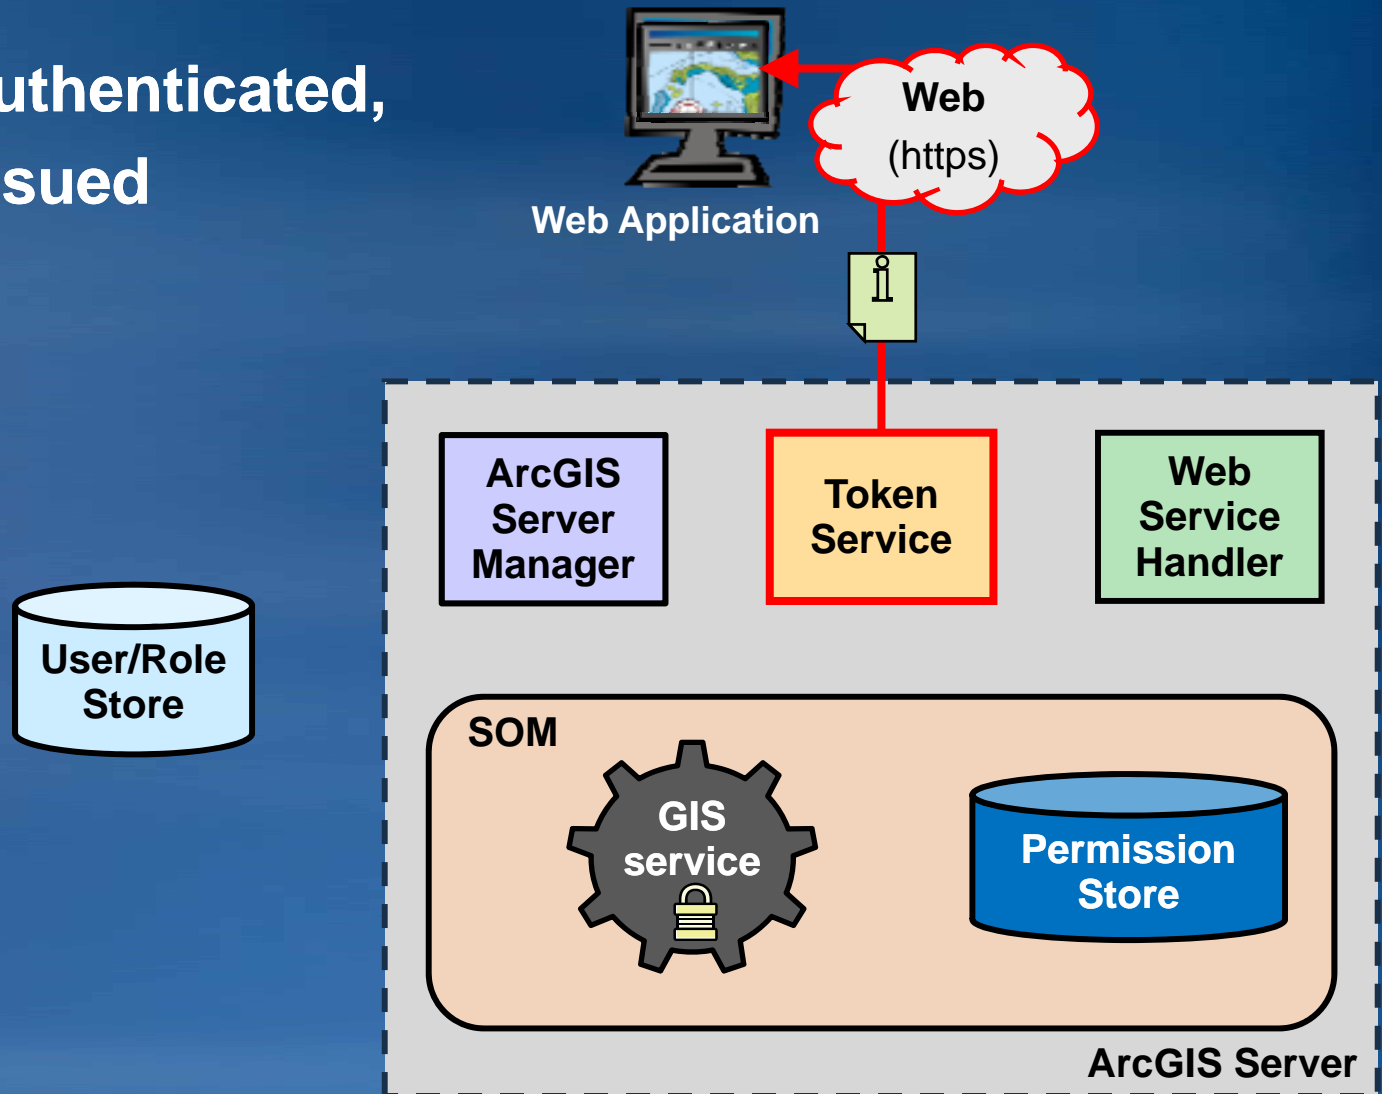 uthenticated,
ssued
Web
(https)
Web Application
ArcGIS
Server
Manager
Token
Service
Web
Service
Handler
User/Role
Store
SOM
GIS
service
Permission
Store
ArcGIS Server